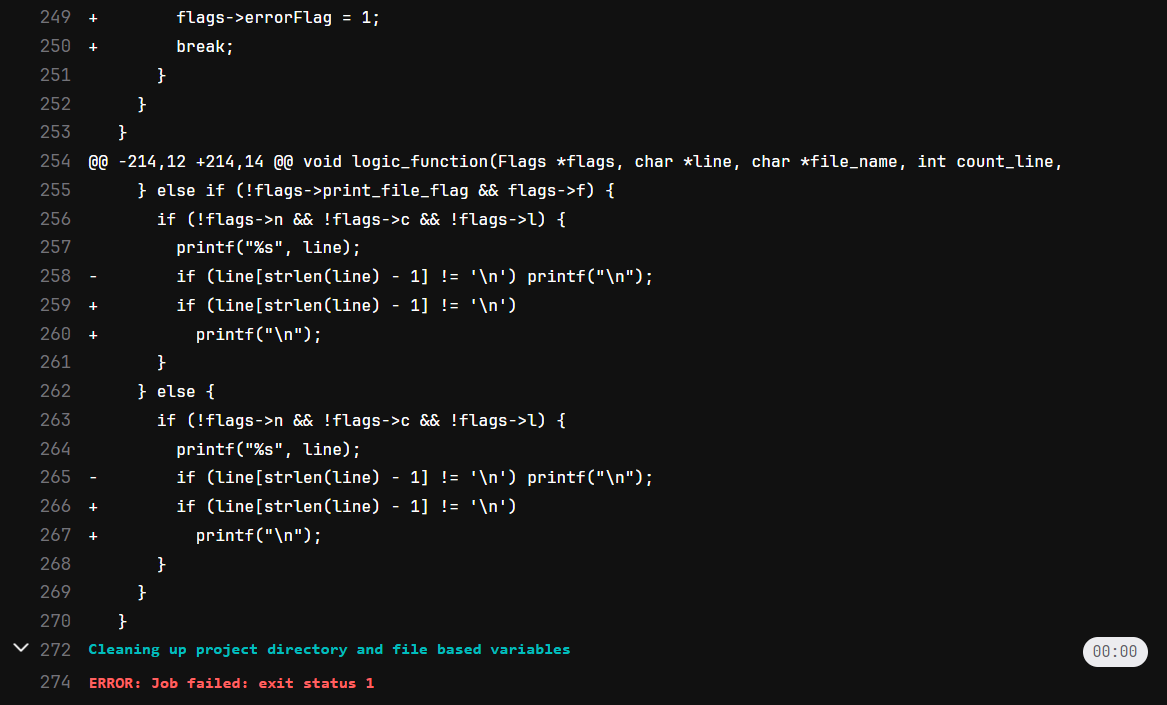 249 +        flags->errorFlag = 1;
250 +        break;
251        }
252      }
253    }
254 @@ -214,12 +214,14 @@ void logic_function(Flags *flags, char *line, char *file_name, int count_line,
255      } else if (!flags->print_file_flag && flags->f) {
256        if (!flags->n && !flags->c && !flags->l) {
257          printf("%s", line);
258 -        if (line[strlen(line) - 1] != '\n') printf("\n");
259 +        if (line[strlen(line) - 1] != '\n')
260 +          printf("\n");
261        }
262      } else {
263        if (!flags->n && !flags->c && !flags->l) {
264          printf("%s", line);
265 -        if (line[strlen(line) - 1] != '\n') printf("\n");
266 +        if (line[strlen(line) - 1] != '\n')
267 +          printf("\n");
268        }
269      }
270    }
272 Cleaning up project directory and file based variables 00:00
274 ERROR: Job failed: exit status 1